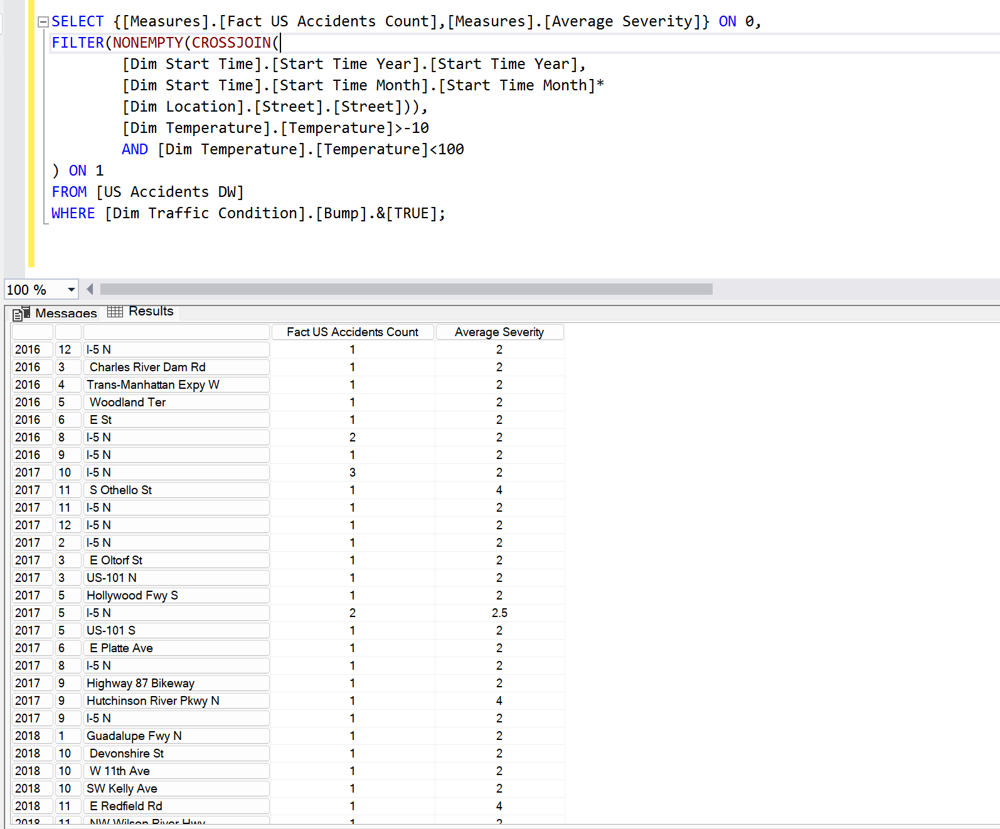 SELECT {[Measures].[Fact US Accidents Count],[Measures].[Average Severity]} ON 0,
FILTER(NONEMPTY(CROSSJOIN(
[Dim Start Time].[Start Time Year].[Start Time Year],
[Dim Start Time].[Start Time Month].[Start Time Month]*
[Dim Location].[Street].[Street])),
[Dim Temperature].[Temperature]>-10
AND [Dim Temperature].[Temperature]<100
) ON 1
FROM [US Accidents DW]
WHERE [Dim Traffic Condition].[Bump].&[TRUE];
100 %
Messages Results
Fact US Accidents Count Average Severity
2016 12 I-5 N 1 2
2016 3 Charles River Dam Rd 1 2
2016 4 Trans-Manhattan Expy W 1 2
2016 5 Woodland Ter 1 2
2016 6 E St 1 2
2016 8 I-5 N 2 2
2016 9 I-5 N 1 2
2017 10 I-5 N 3 2
2017 11 S Othello St 1 4
2017 11 I-5 N 1 2
2017 12 I-5 N 1 2
2017 2 I-5 N 1 2
2017 3 E Oltorf St 1 2
2017 3 US-101 N 1 2
2017 5 Hollywood Fwy S 1 2
2017 5 I-5 N 2 2.5
2017 5 US-101 S 1 2
2017 6 E Platte Ave 1 2
2017 8 I-5 N 1 2
2017 9 Highway 87 Bikeway 1 2
2017 9 Hutchinson River Pkwy N 1 4
2017 9 I-5 N 1 2
2018 1 Guadalupe Fwy N 1 2
2018 10 Devonshire St 1 2
2018 10 W 11th Ave 1 2
2018 10 SW Kelly Ave 1 2
2018 11 E Redfield Rd 1 4
2018 11 NW Wilson River Hwy 1 2